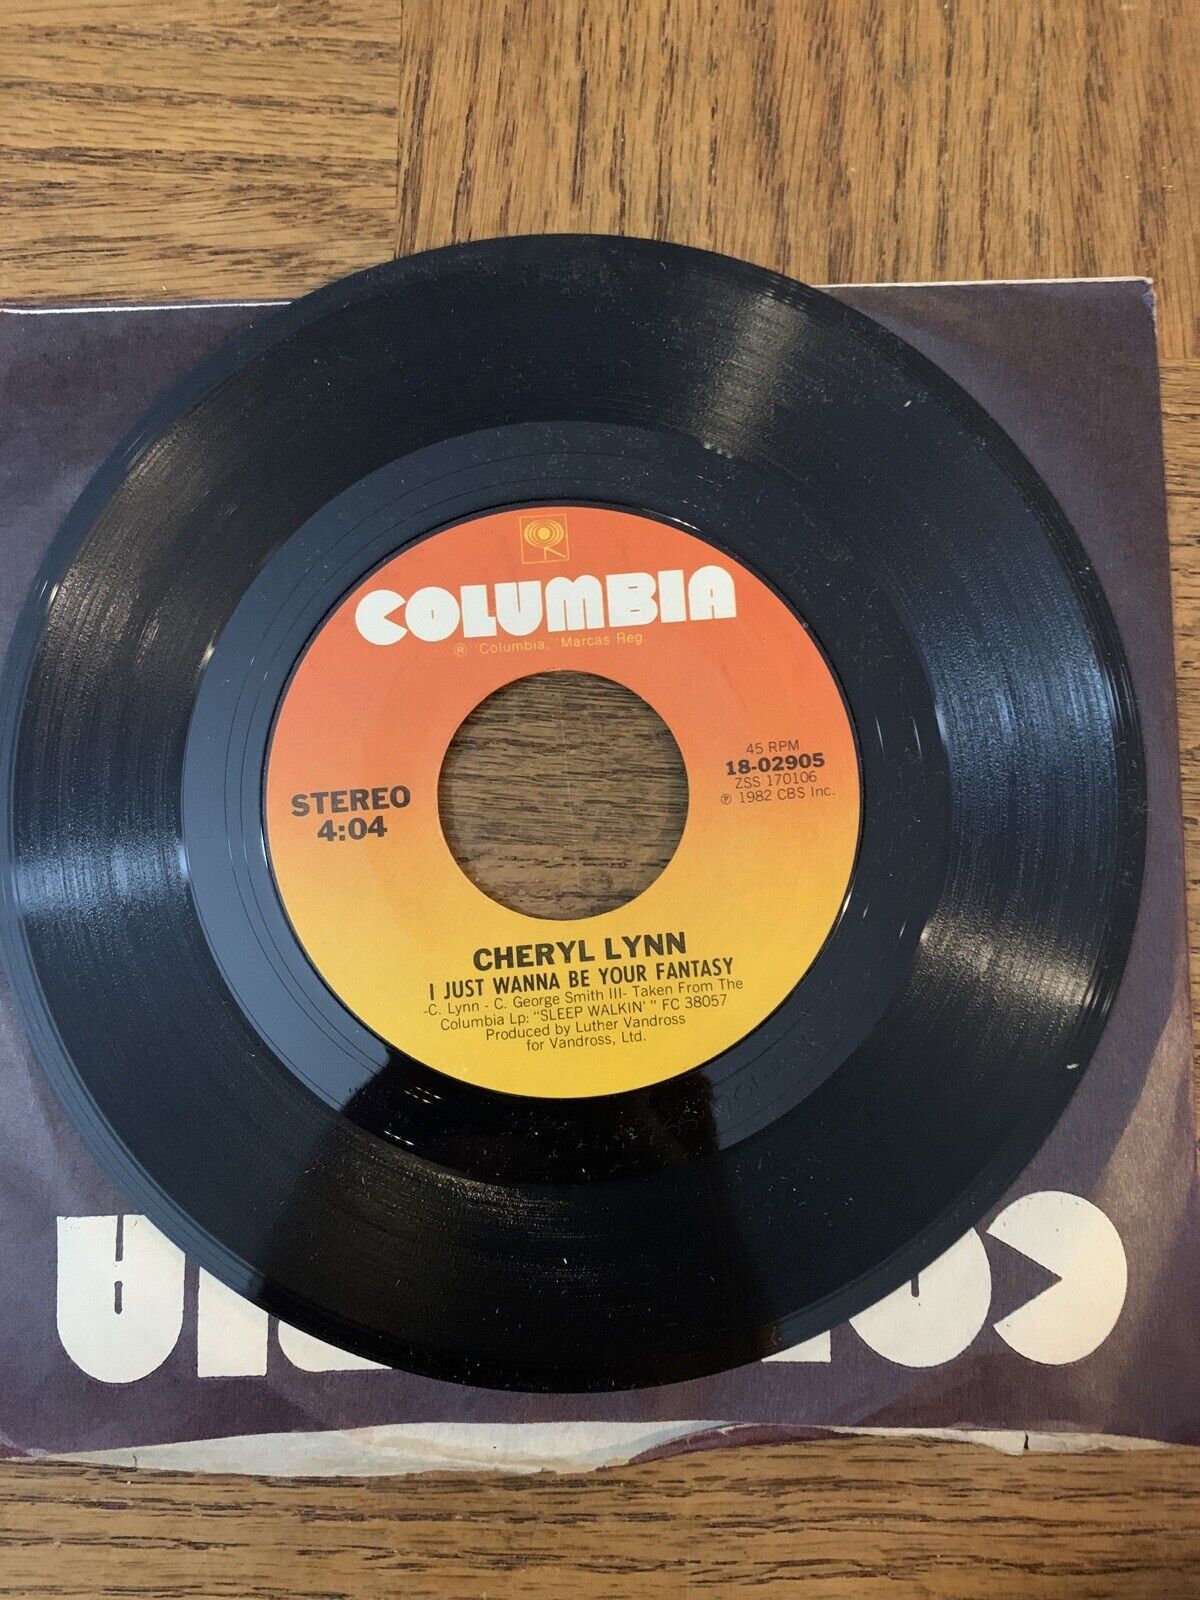 COLUMBIA
® "Columbia," Marcas Reg.
45 RPM
18-02905
ZSS 170106
℗ 1982 CBS Inc.
STEREO
4:04
CHERYL LYNN
I JUST WANNA BE YOUR FANTASY
-C. Lynn - C. George Smith III- Taken From The
Columbia Lp: "SLEEP WALKIN'" FC 38057
Produced by Luther Vandross
for Vandross, Ltd.